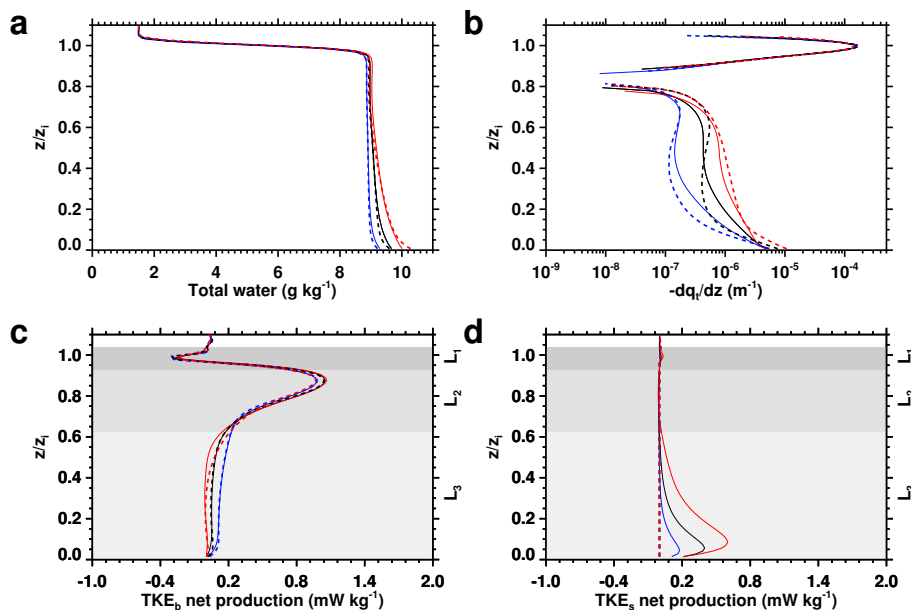 a
1.0
0.8
0.6
0.4
0.2
0.0
z/zi
0 2 4 6 8 10
Total water (g kg-1)
b
1.0
0.8
0.6
0.4
0.2
0.0
z/zi
10-9 10-8 10-7 10-6 10-5 10-4
-dqt/dz (m-1)
c
1.0
0.8
0.6
0.4
0.2
0.0
z/zi
L1
L2
L3
-1.0 -0.4 0.2 0.8 1.4 2.0
TKEb net production (mW kg-1)
d
1.0
0.8
0.6
0.4
0.2
0.0
z/zi
L1
L2
L3
-1.0 -0.4 0.2 0.8 1.4 2.0
TKEs net production (mW kg-1)